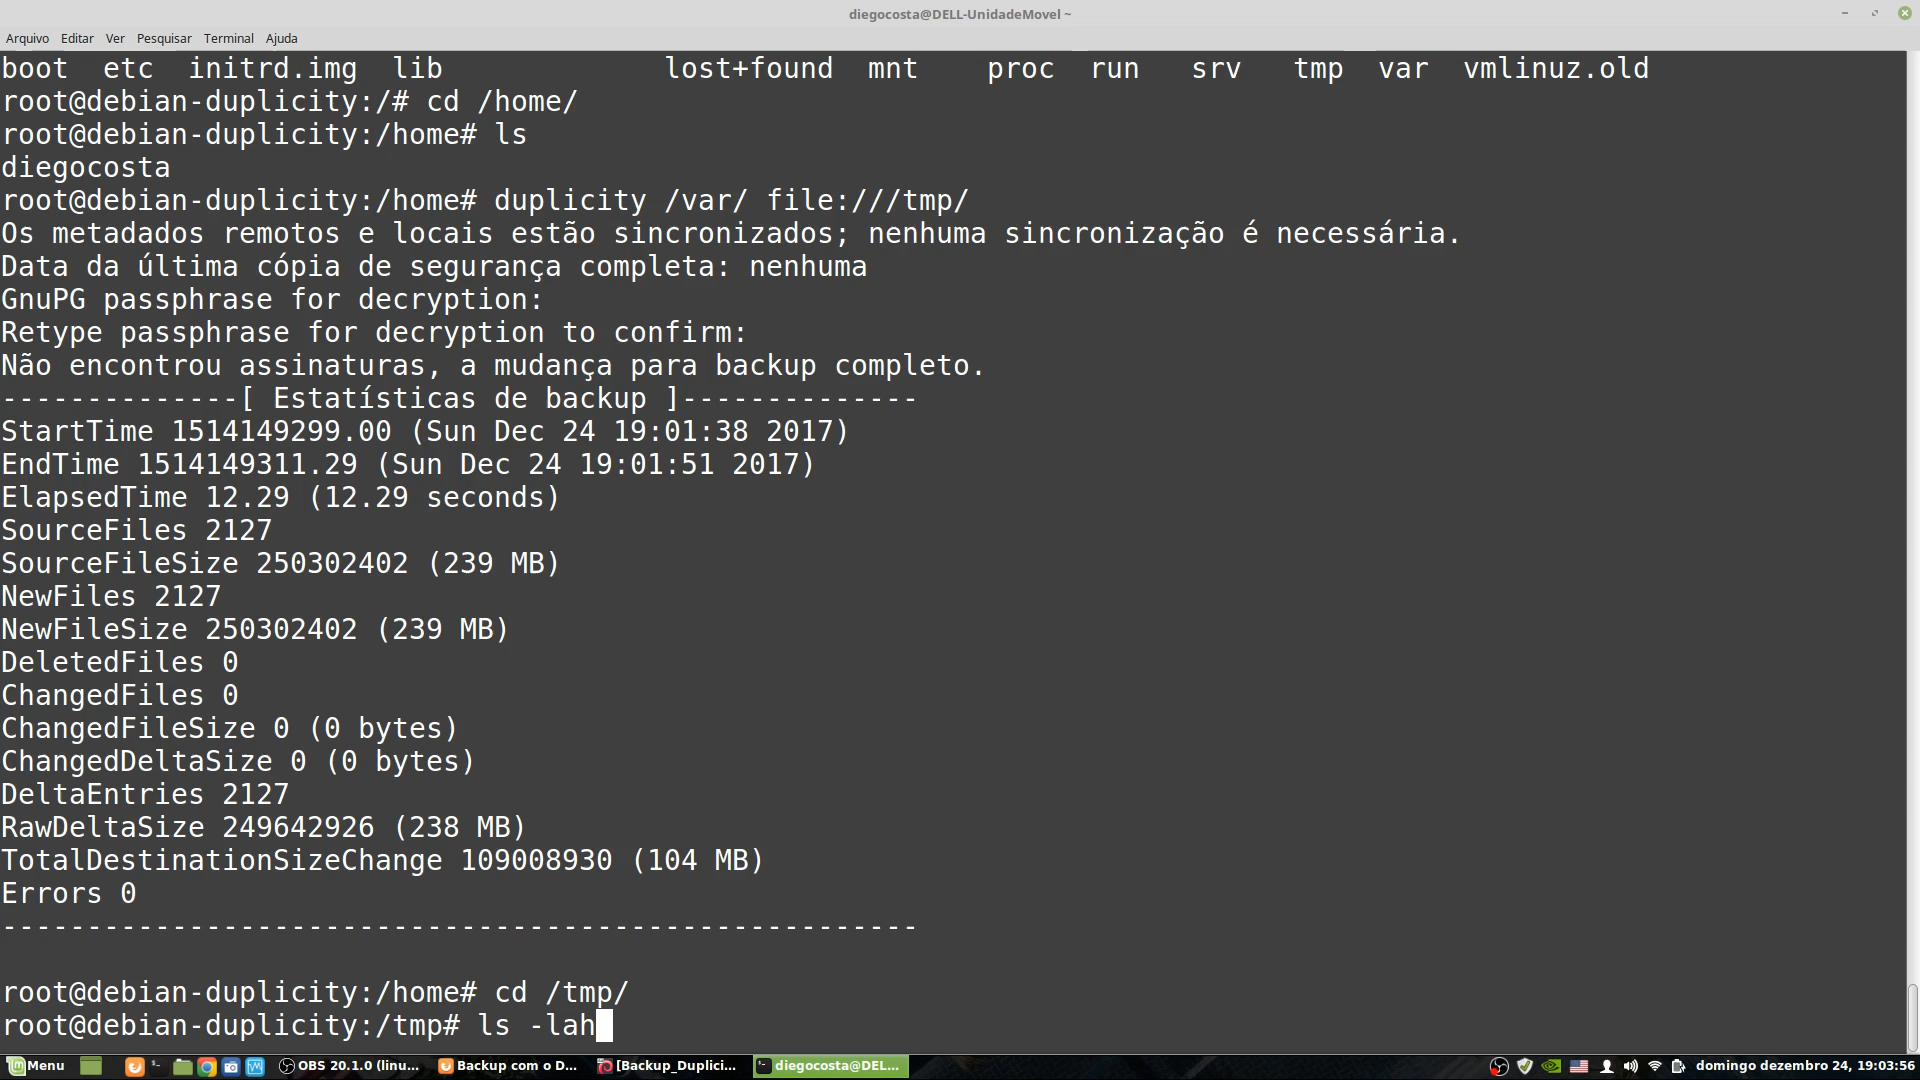 diegocosta@DELL-UnidadeMovel ~
Arquivo Editar Ver Pesquisar Terminal Ajuda
boot etc initrd.img lib lost+found mnt proc run srv tmp var vmlinuz.old
root@debian-duplicity:/# cd /home/
root@debian-duplicity:/home# ls
diegocosta
root@debian-duplicity:/home# duplicity /var/ file:///tmp/
Os metadados remotos e locais estão sincronizados; nenhuma sincronização é necessária.
Data da última cópia de segurança completa: nenhuma
GnuPG passphrase for decryption:
Retype passphrase for decryption to confirm:
Não encontrou assinaturas, a mudança para backup completo.
--------------[ Estatísticas de backup ]--------------
StartTime 1514149299.00 (Sun Dec 24 19:01:38 2017)
EndTime 1514149311.29 (Sun Dec 24 19:01:51 2017)
ElapsedTime 12.29 (12.29 seconds)
SourceFiles 2127
SourceFileSize 250302402 (239 MB)
NewFiles 2127
NewFileSize 250302402 (239 MB)
DeletedFiles 0
ChangedFiles 0
ChangedFileSize 0 (0 bytes)
ChangedDeltaSize 0 (0 bytes)
DeltaEntries 2127
RawDeltaSize 249642926 (238 MB)
TotalDestinationSizeChange 109008930 (104 MB)
Errors 0
------------------------------------------------------
root@debian-duplicity:/home# cd /tmp/
root@debian-duplicity:/tmp# ls -lah
Menu OBS 20.1.0 (linu... Backup com o D... [Backup_Duplici... diegocosta@DEL... domingo dezembro 24, 19:03:56